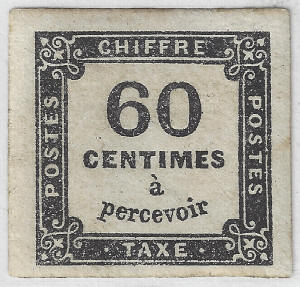 CHIFFRE
POSTES
60
CENTIMES
à
percevoir
POSTES
• TAXE •